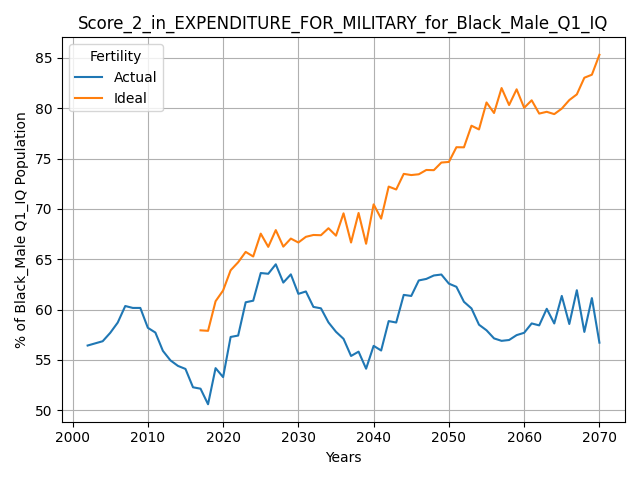 Score_2_in_EXPENDITURE_FOR_MILITARY_for_Black_Male_Q1_IQ
Fertility
Actual
Ideal
% of Black_Male Q1_IQ Population
85
80
75
70
65
60
55
50
2000
2010
2020
2030
2040
2050
2060
2070
Years